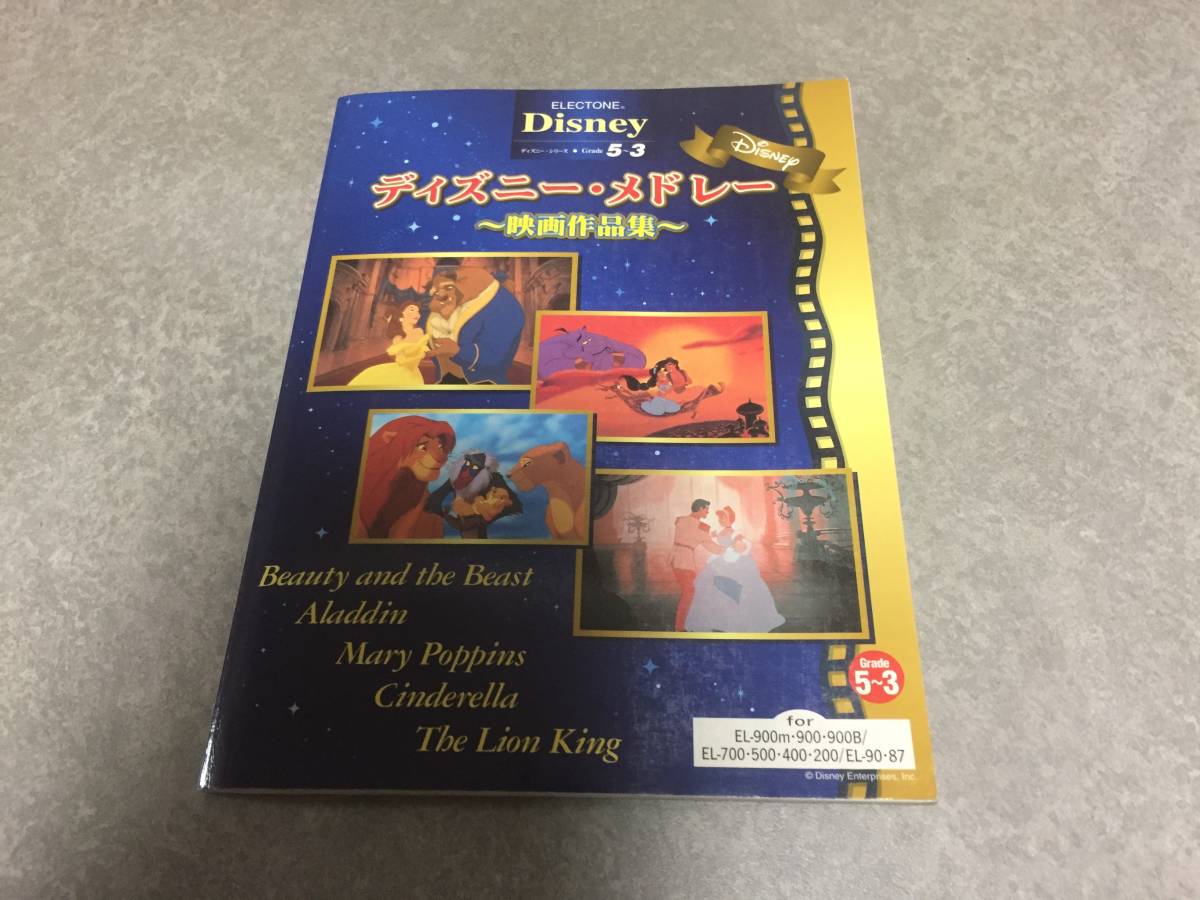 ELECTONE®
Disney
ディズニー・シリーズ ● Grade 5~3
DISNEY
ディズニー・メドレー
~映画作品集~
Beauty and the Beast
Aladdin
Mary Poppins
Cinderella
The Lion King
Grade
5~3
for
EL-900m・900・900B/
EL-700・500・400・200/EL-90・87
© Disney Enterprises, Inc.